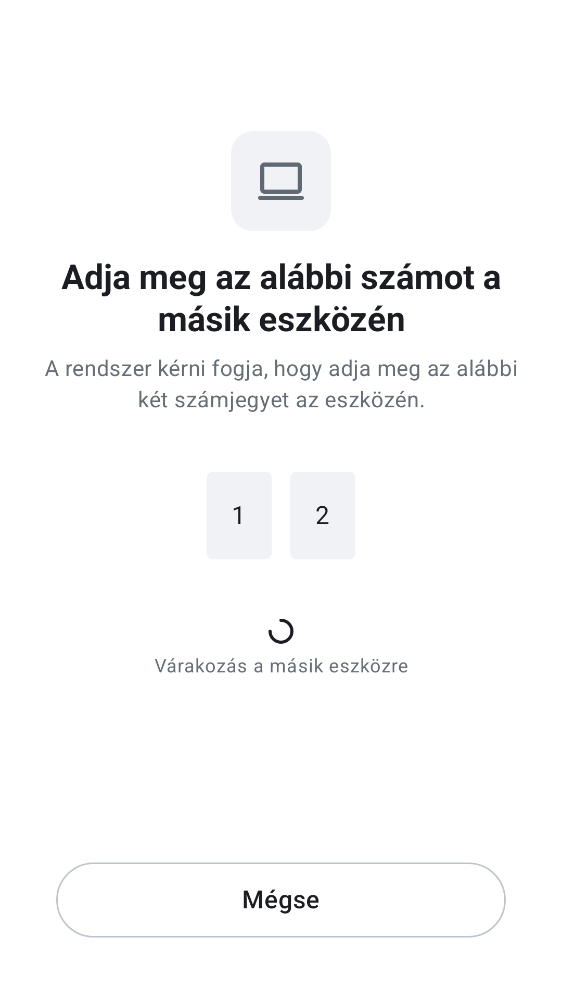 Adja meg az alábbi számot a
másik eszközén
A rendszer kérni fogja, hogy adja meg az alábbi
két számjegyet az eszközén.
1 2
Várakozás a másik eszközre
Mégse